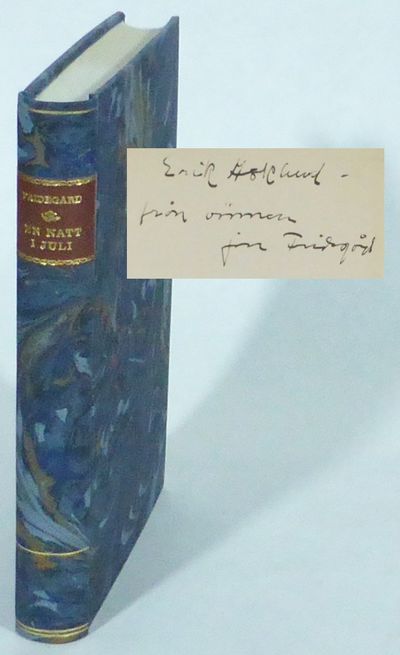 FRIDEGÅRD
EN NATT
I JULI
Erik Asklund -
från vännen
Jan Fridegård